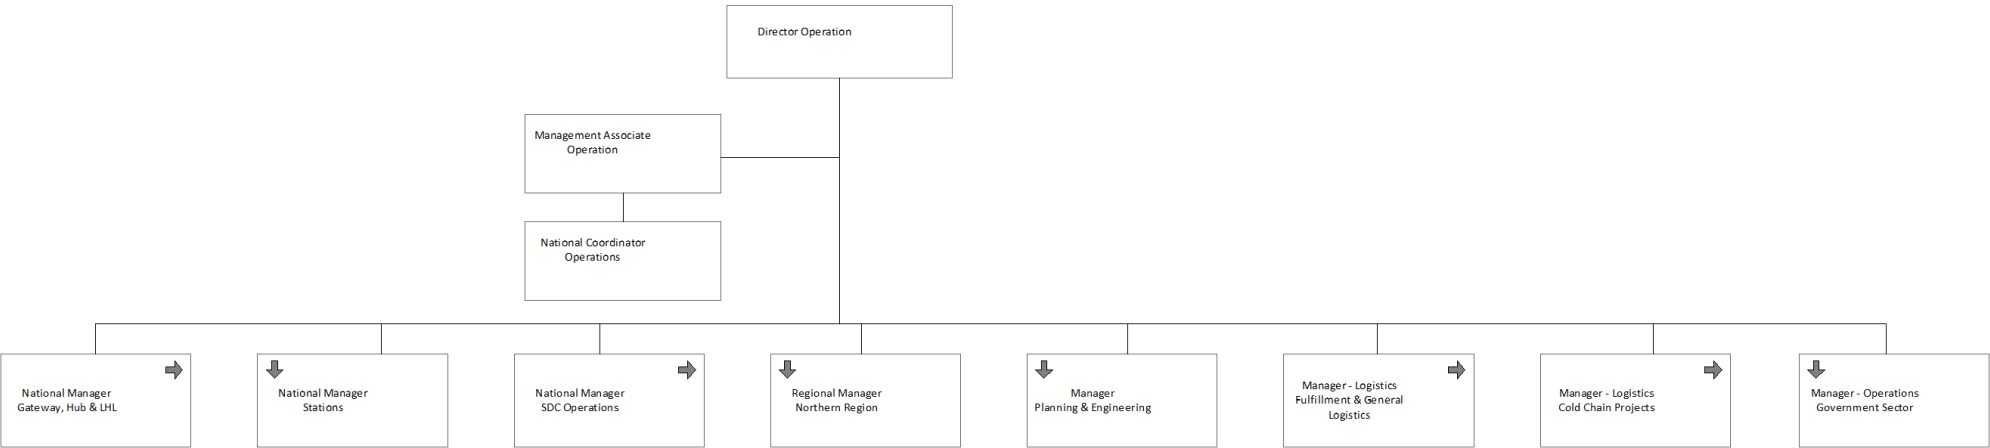 Director Operation
Management Associate
Operation
National Coordinator
Operations
National Manager
Gateway, Hub & LHL
National Manager
Stations
National Manager
SDC Operations
Regional Manager
Northern Region
Manager
Planning & Engineering
Manager - Logistics
Fulfillment & General
Logistics
Manager - Logistics
Cold Chain Projects
Manager - Operations
Government Sector